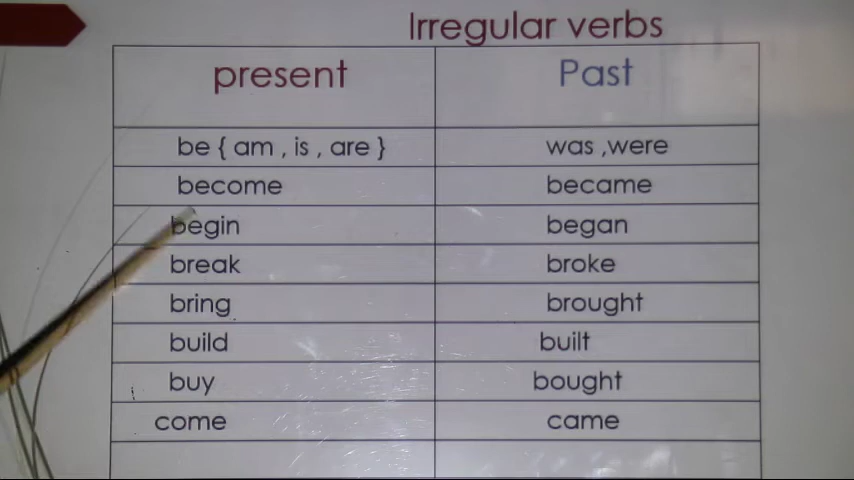 Irregular verbs
present Past
be { am , is , are } was ,were
become became
begin began
break broke
bring brought
build built
buy bought
come came